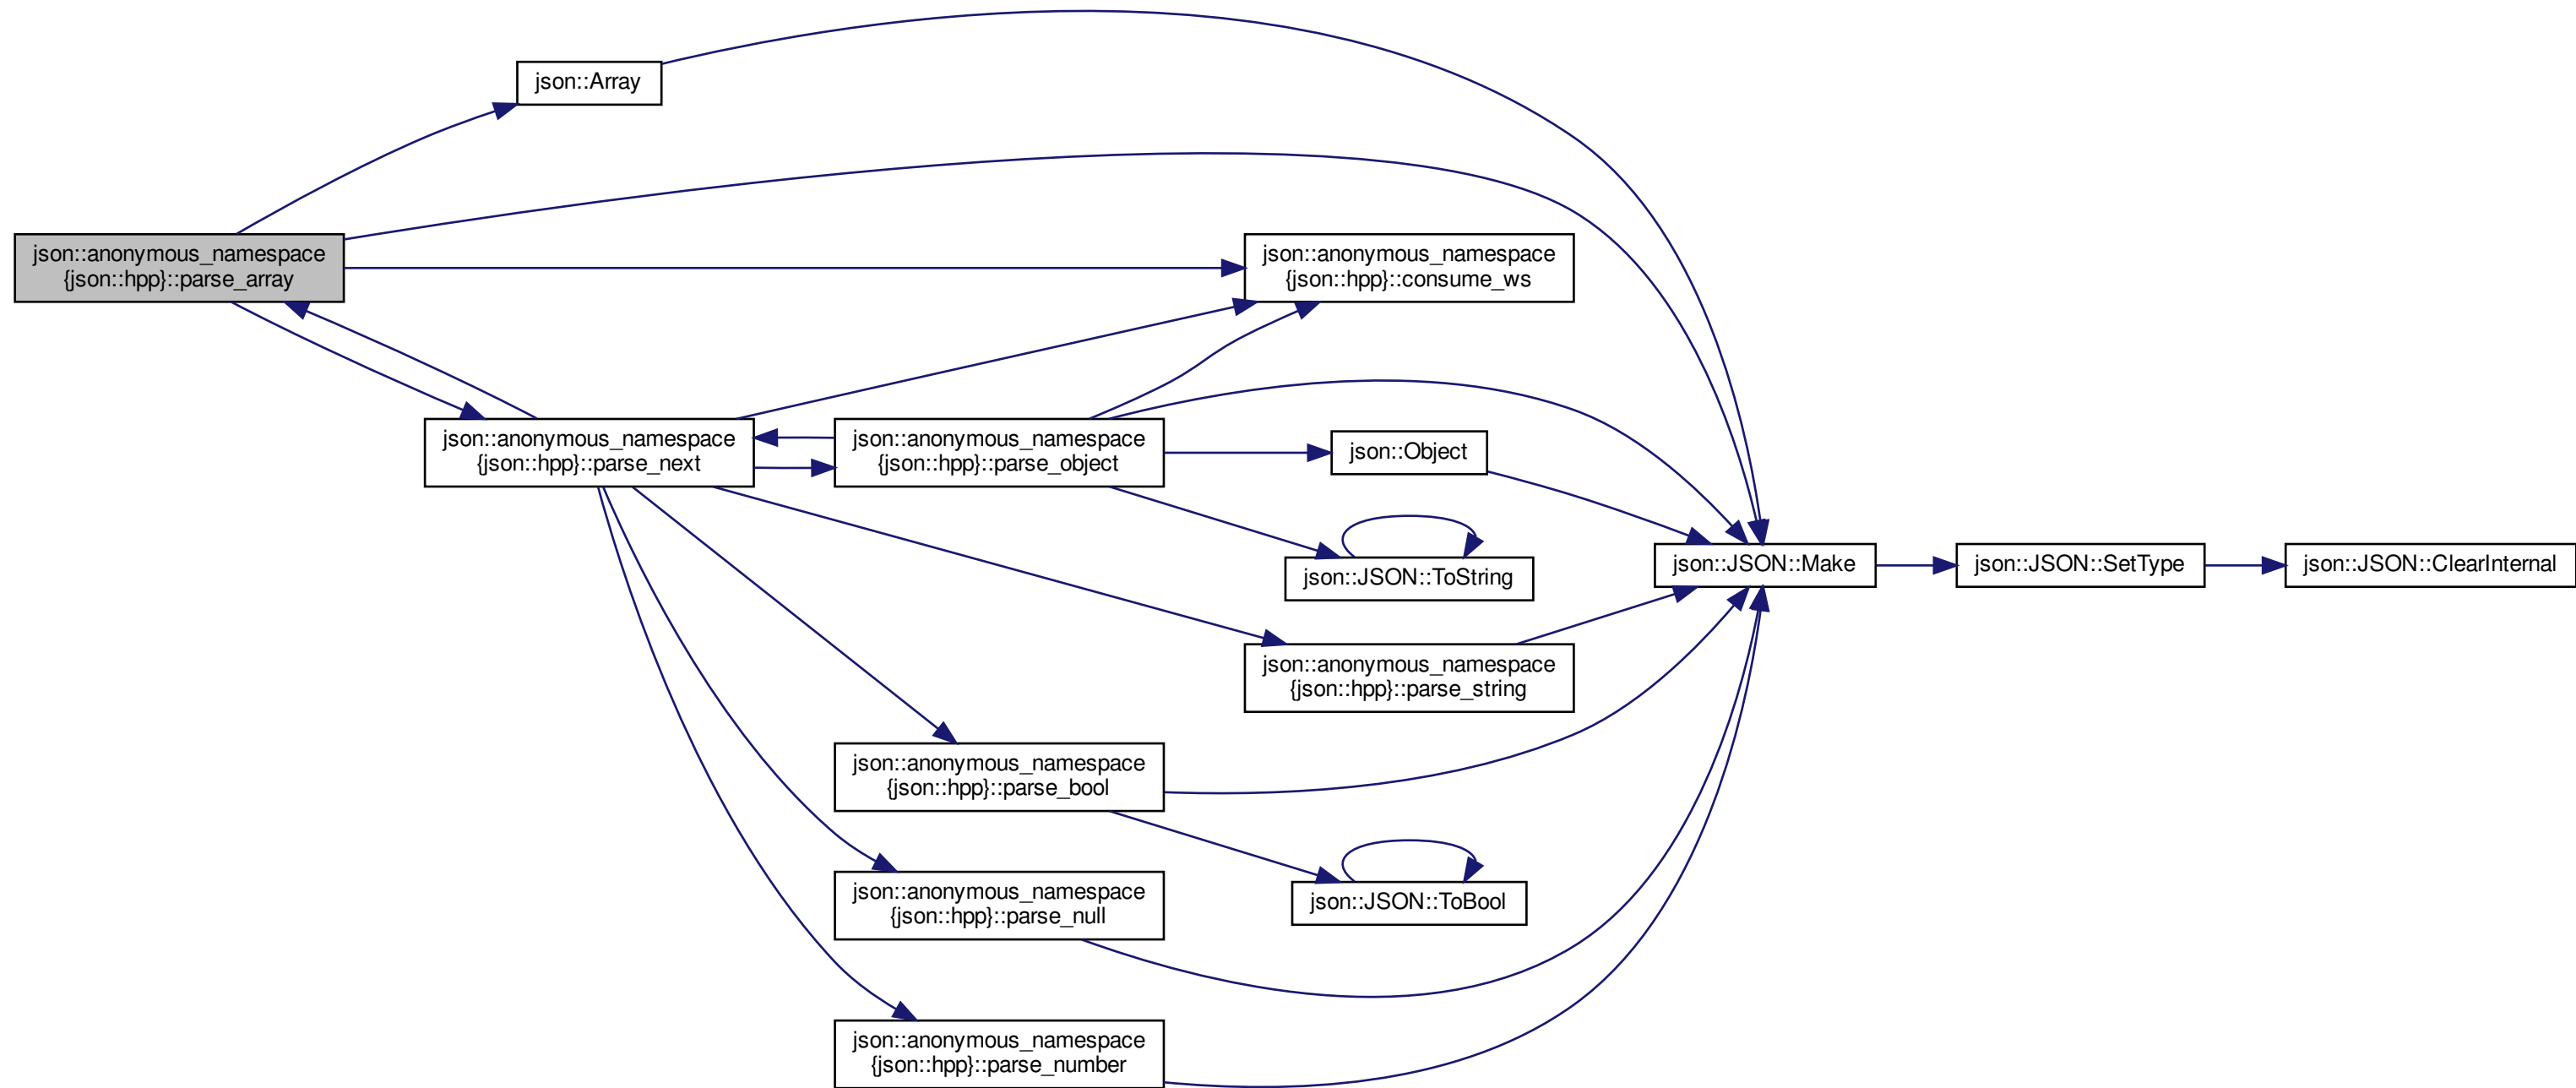 json::Array
json::anonymous_namespace
{json::hpp}::parse_array
json::anonymous_namespace
{json::hpp}::consume_ws
json::anonymous_namespace
{json::hpp}::parse_next
json::anonymous_namespace
{json::hpp}::parse_object
json::Object
json::JSON::ToString
json::JSON::Make
json::JSON::SetType
json::JSON::ClearInternal
json::anonymous_namespace
{json::hpp}::parse_string
json::anonymous_namespace
{json::hpp}::parse_bool
json::JSON::ToBool
json::anonymous_namespace
{json::hpp}::parse_null
json::anonymous_namespace
{json::hpp}::parse_number